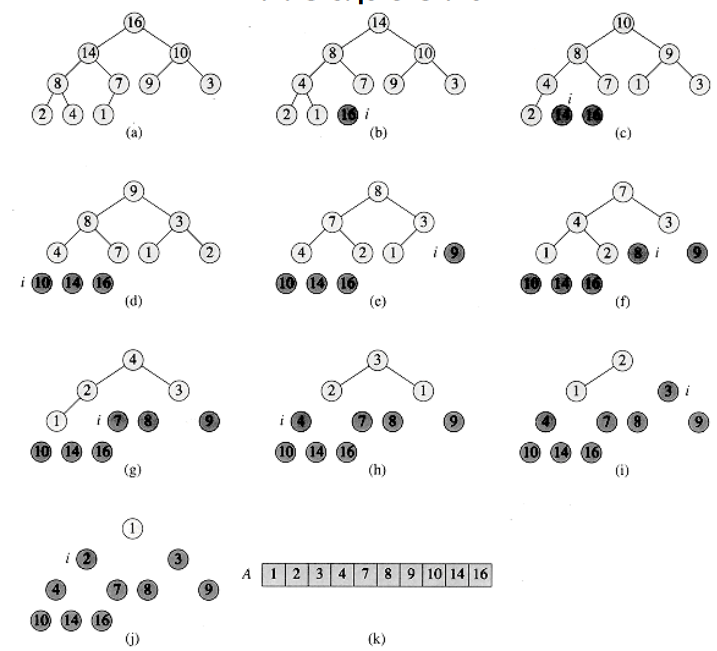 16 14 10
14 8 10
10 8 9
8 7 9 3
4 7 9 3
4 7 1 3
2 4 1
2 1 16 i
i
2 14 16
(a) (b) (c)
9 8 7
8 3
7 3
4 3
4 7 1 2
4 2 1 i 9
1 2 8 i 9
i 10 14 16
10 14 16
10 14 16
(d) (e) (f)
4 3 2
2 3
2 1
1 3 i
1 i 7 8 9
i 4 7 8 9
4 7 8 9
10 14 16
10 14 16
10 14 16
(g) (h) (i)
1
i 2 3
A 1 2 3 4 7 8 9 10 14 16
4 7 8 9
10 14 16
(j) (k)